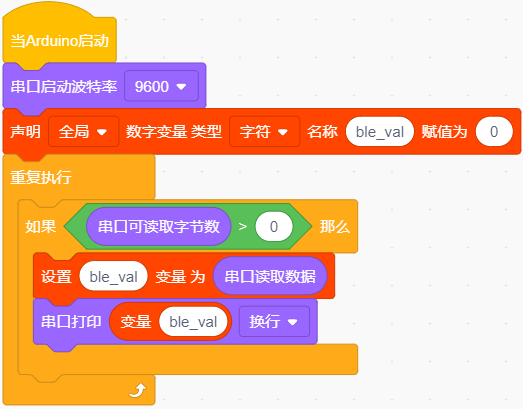 当Arduino启动
串口启动波特率 9600
声明 全局 数字变量 类型 字符 名称 ble_val 赋值为 0
重复执行
如果 串口可读取字节数 > 0 那么
设置 ble_val 变量 为 串口读取数据
串口打印 变量 ble_val 换行